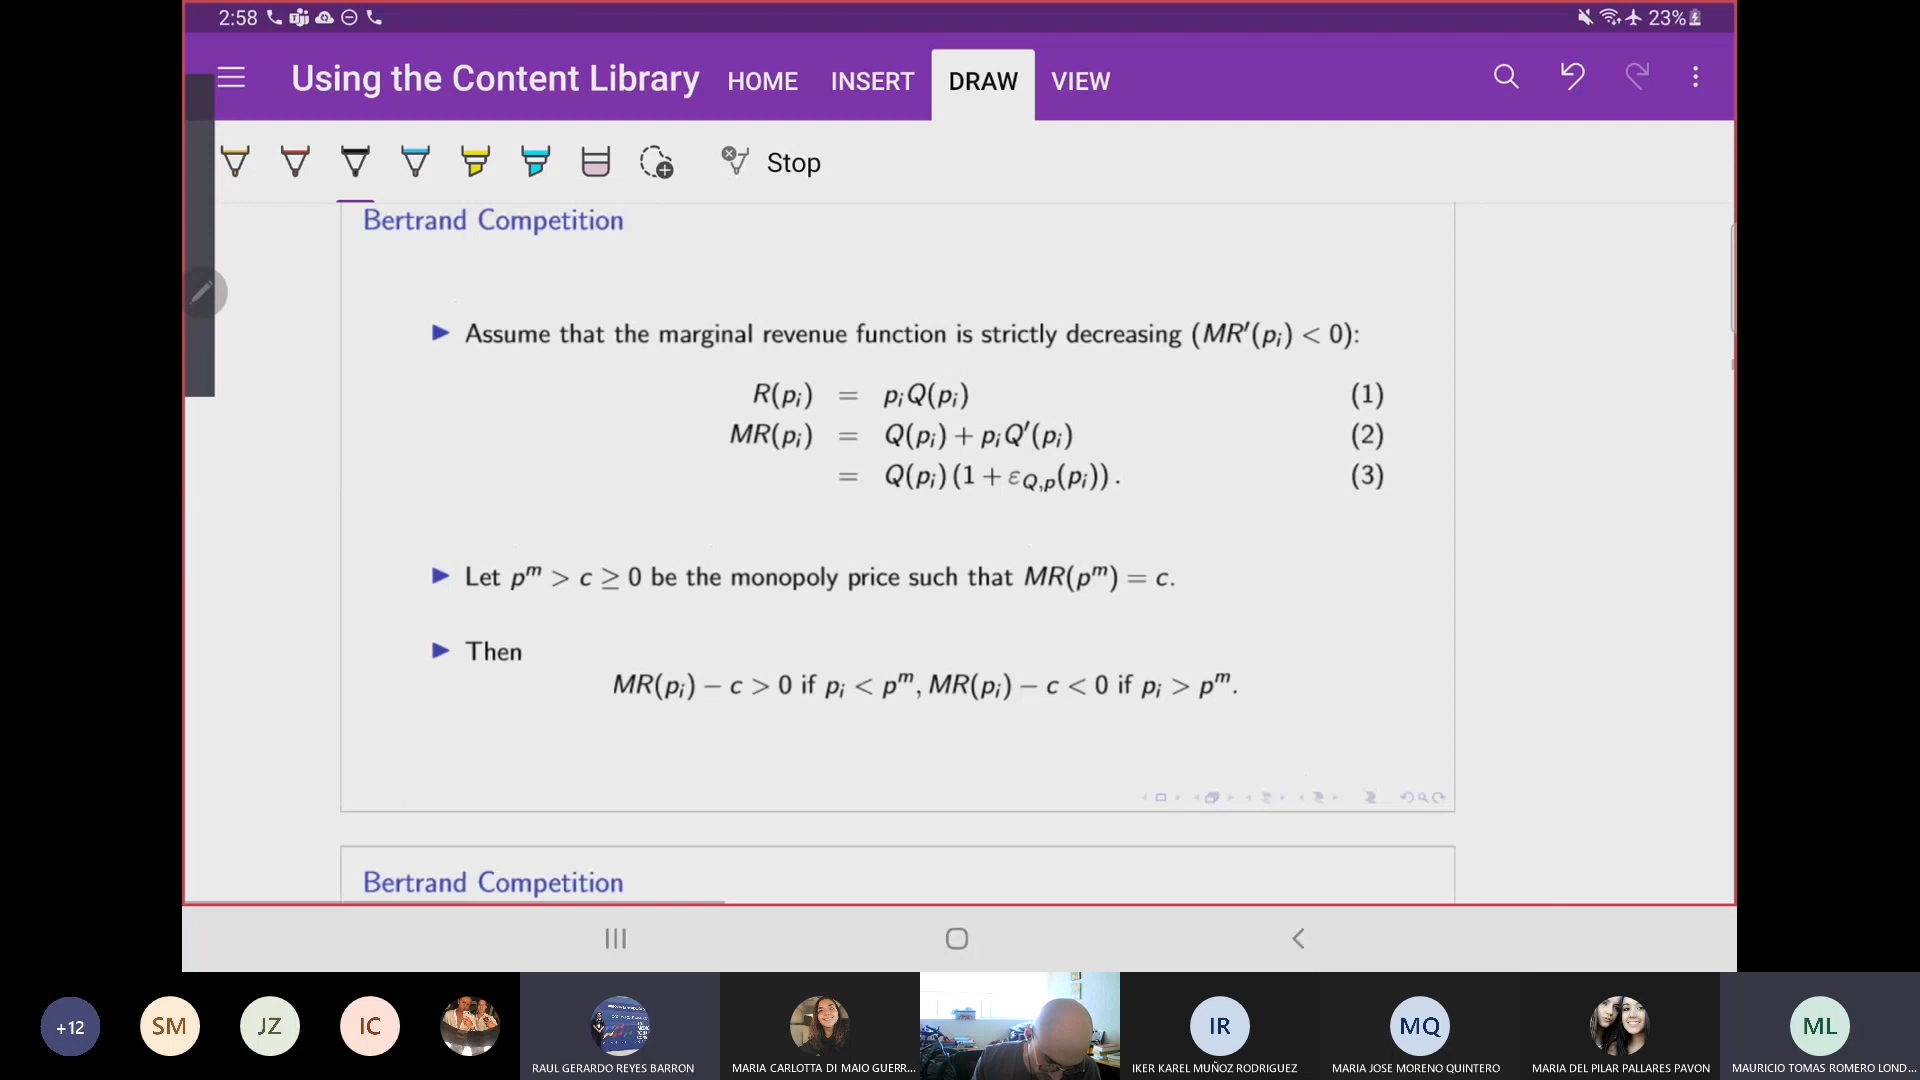 2:58 23%
Using the Content Library HOME INSERT DRAW VIEW
Stop
Bertrand Competition
Assume that the marginal revenue function is strictly decreasing (MR′(pᵢ) < 0):
R(pᵢ) = pᵢQ(pᵢ) (1)
MR(pᵢ) = Q(pᵢ) + pᵢQ′(pᵢ) (2)
= Q(pᵢ)(1 + ε_{Q,p}(pᵢ)). (3)
Let pᵐ > c ≥ 0 be the monopoly price such that MR(pᵐ) = c.
Then
MR(pᵢ) − c > 0 if pᵢ < pᵐ, MR(pᵢ) − c < 0 if pᵢ > pᵐ.
Bertrand Competition
+12 SM JZ IC IR MQ ML
RAUL GERARDO REYES BARRON MARIA CARLOTTA DI MAIO GUERR... IKER KAREL MUÑOZ RODRIGUEZ MARIA JOSE MORENO QUINTERO MARIA DEL PILAR PALLARES PAVON MAURICIO TOMAS ROMERO LOND...